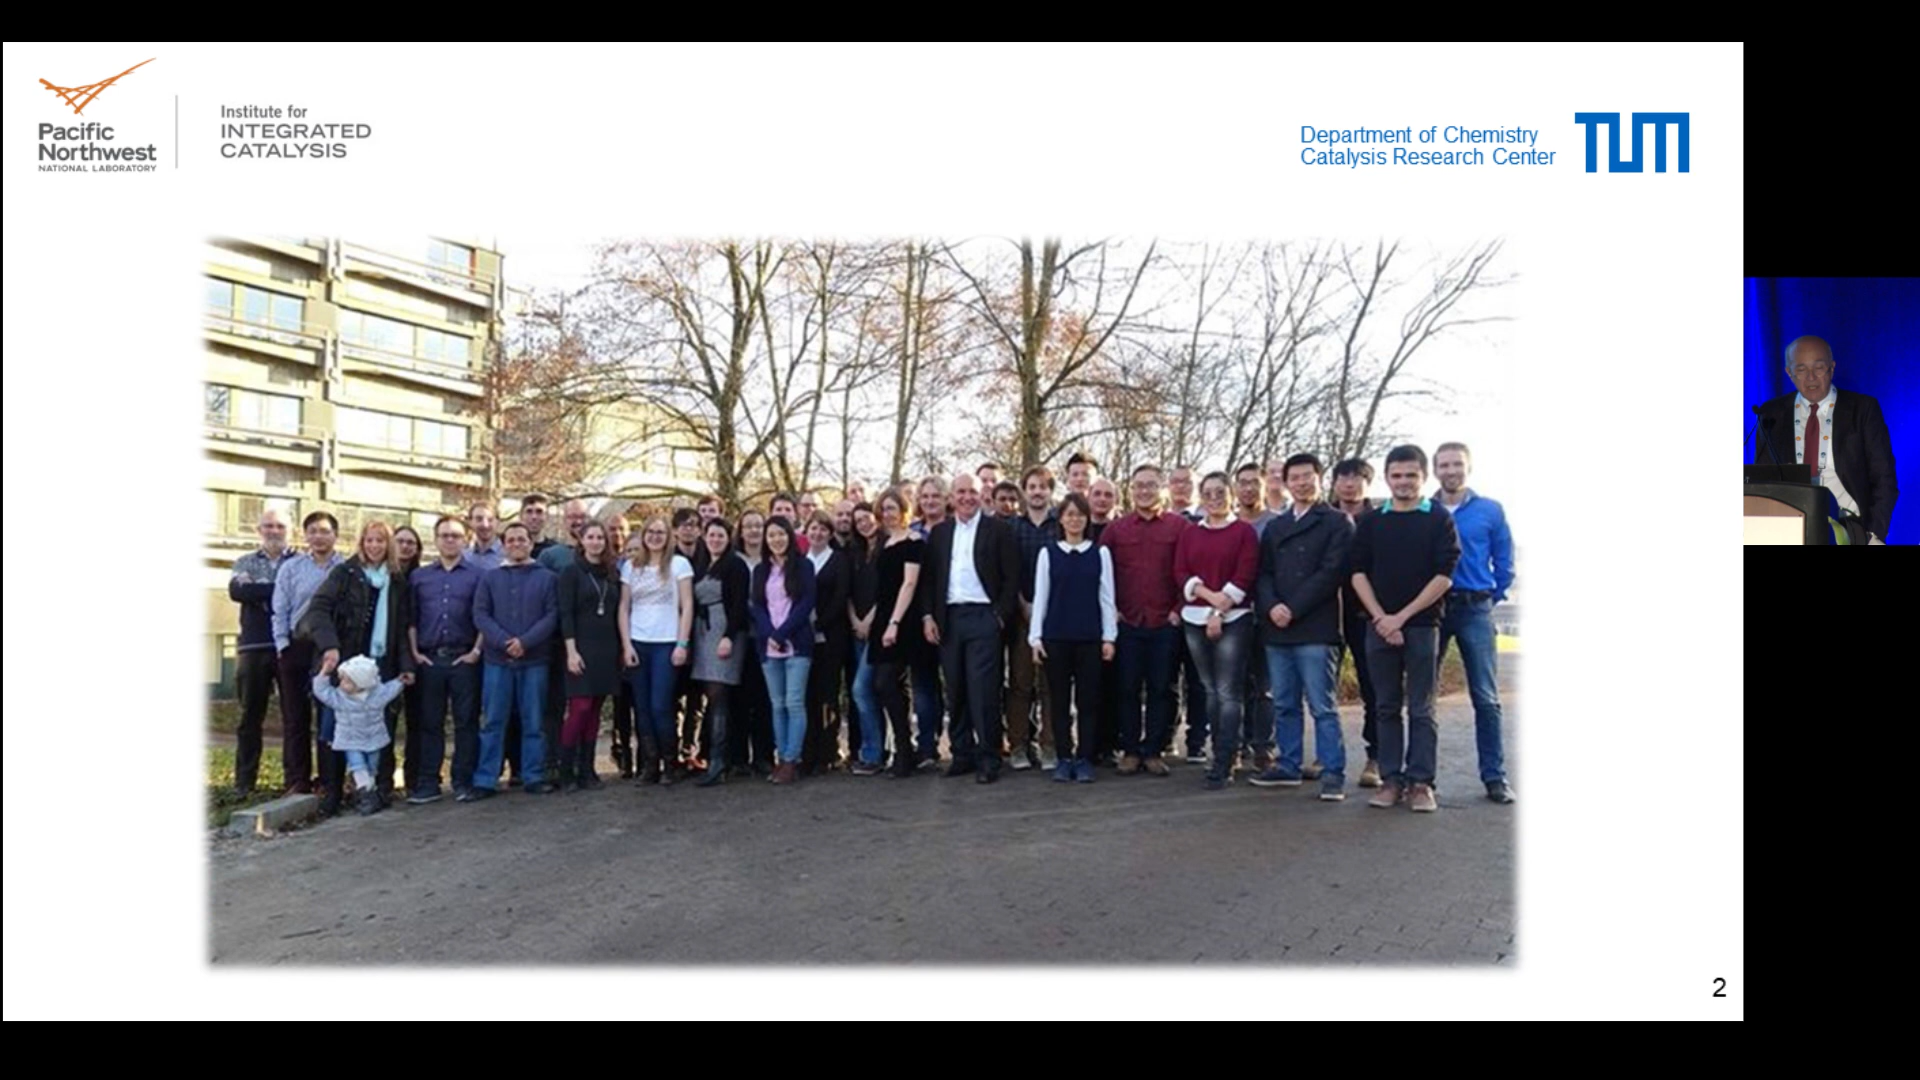 Pacific
Northwest
NATIONAL LABORATORY
Institute for
INTEGRATED
CATALYSIS
Department of Chemistry
Catalysis Research Center
TUM
2